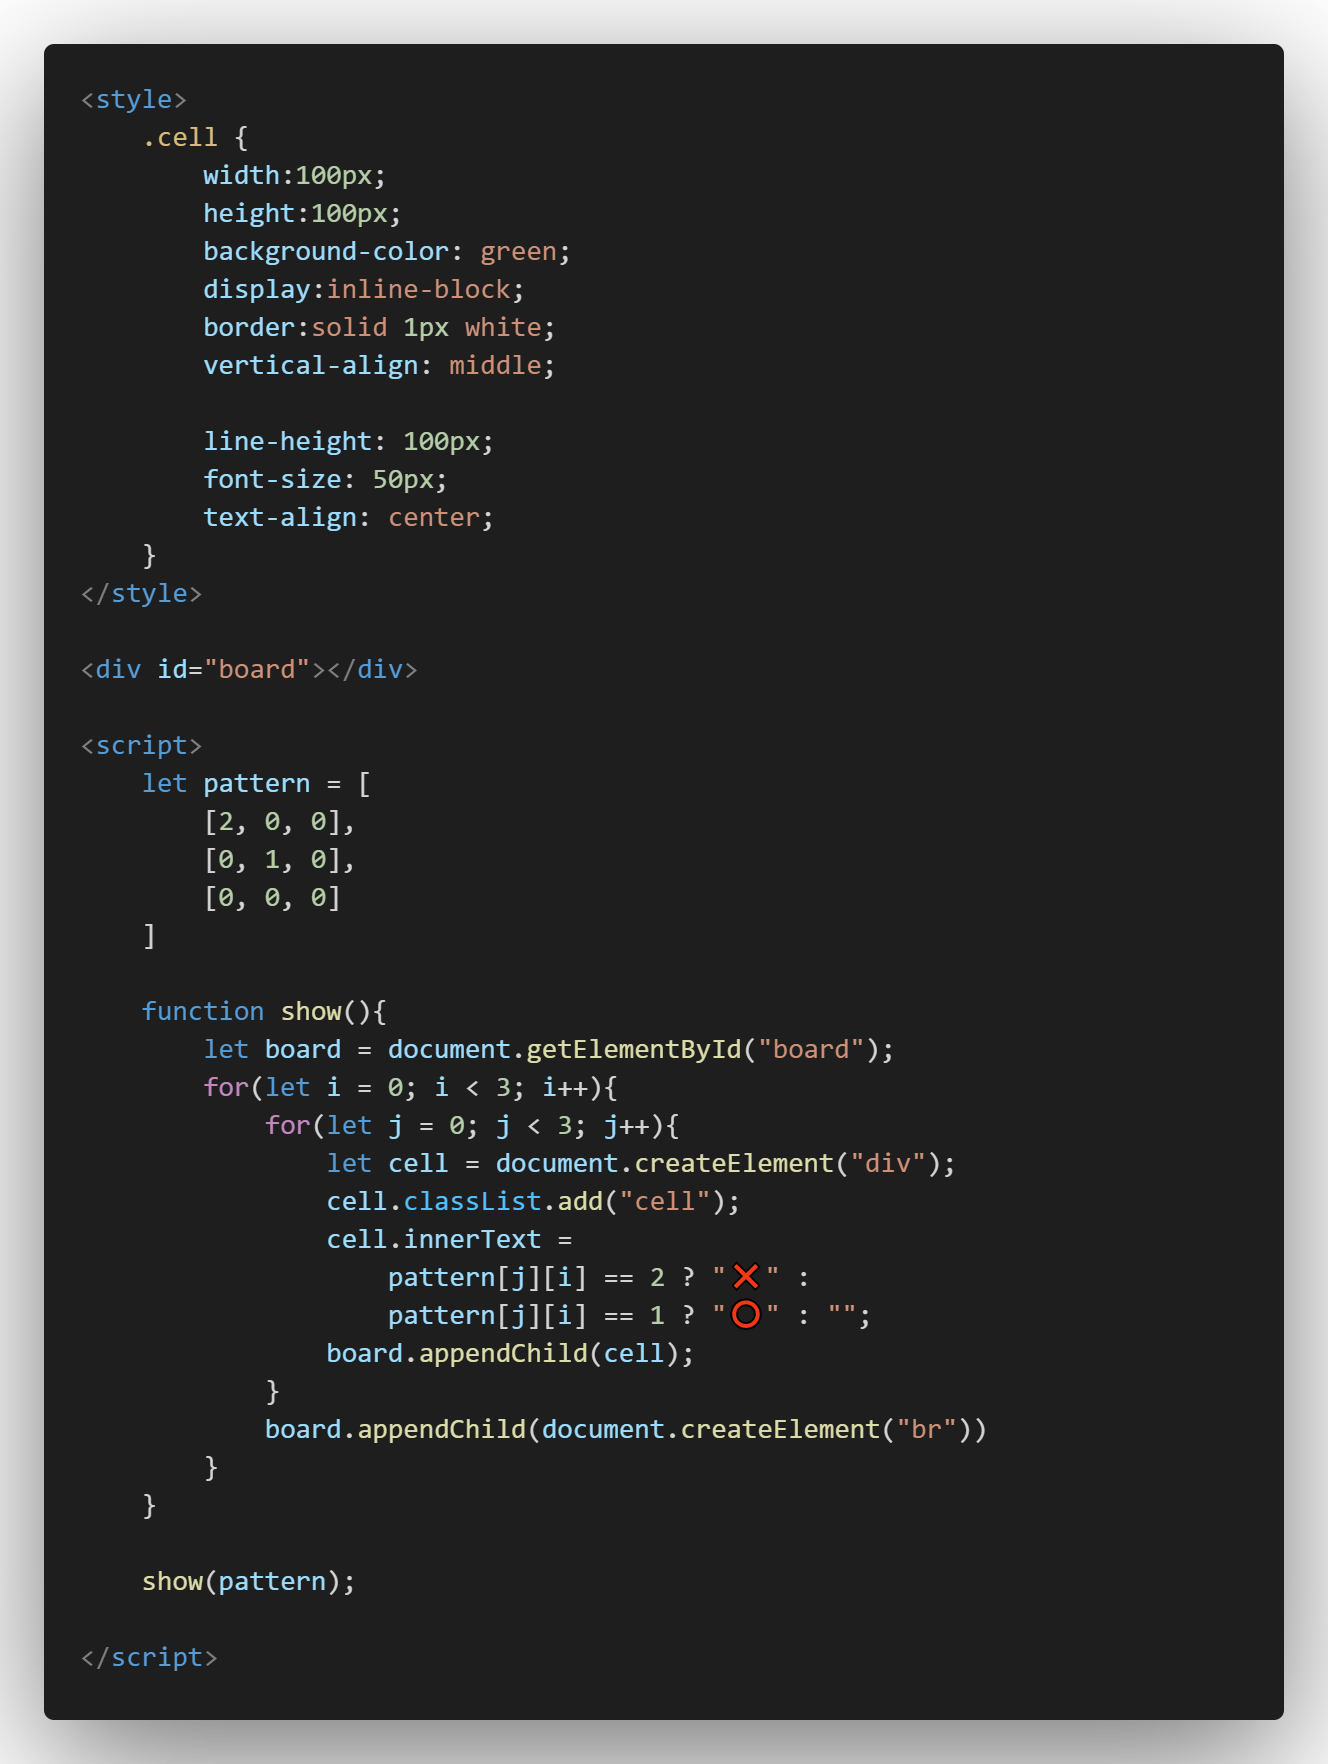 <style>
    .cell {
        width:100px;
        height:100px;
        background-color: green;
        display:inline-block;
        border:solid 1px white;
        vertical-align: middle;

        line-height: 100px;
        font-size: 50px;
        text-align: center;
    }
</style>

<div id="board"></div>

<script>
    let pattern = [
        [2, 0, 0],
        [0, 1, 0],
        [0, 0, 0]
    ]

    function show(){
        let board = document.getElementById("board");
        for(let i = 0; i < 3; i++){
            for(let j = 0; j < 3; j++){
                let cell = document.createElement("div");
                cell.classList.add("cell");
                cell.innerText =
                    pattern[j][i] == 2 ? "❌" :
                    pattern[j][i] == 1 ? "⭕" : "";
                board.appendChild(cell);
            }
            board.appendChild(document.createElement("br"))
        }
    }

    show(pattern);

</script>